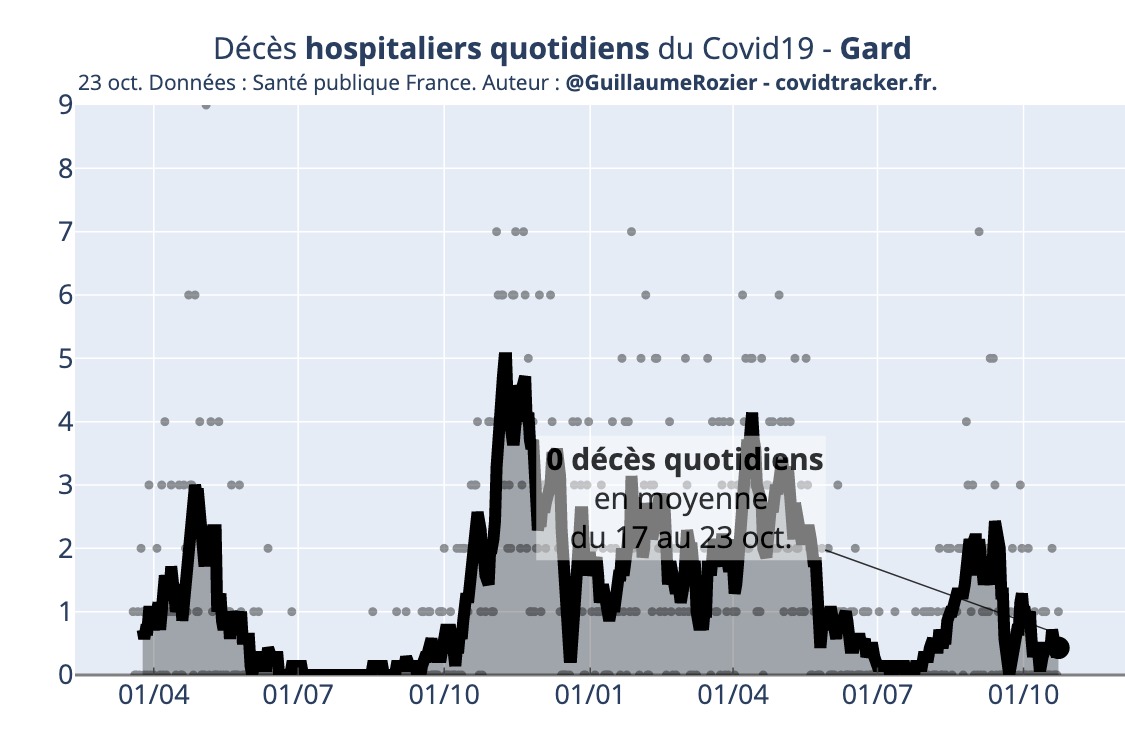 Décès hospitaliers quotidiens du Covid19 - Gard
23 oct. Données : Santé publique France. Auteur : @GuillaumeRozier - covidtracker.fr.
9
8
7
6
5
4
3
2
1
0
0 décès quotidiens
en moyenne
du 17 au 23 oct.
01/04 01/07 01/10 01/01 01/04 01/07 01/10